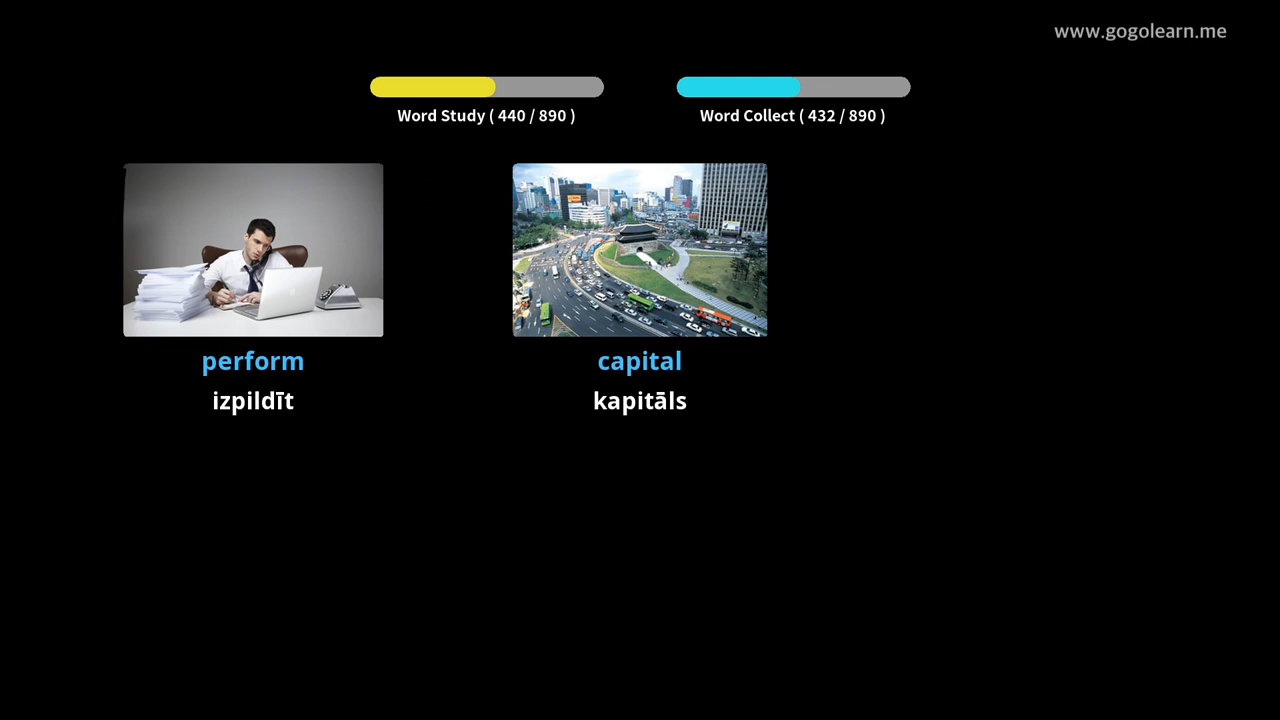 www.gogolearn.me
Word Study ( 440 / 890 )
Word Collect ( 432 / 890 )
perform
capital
izpildīt
kapitāls